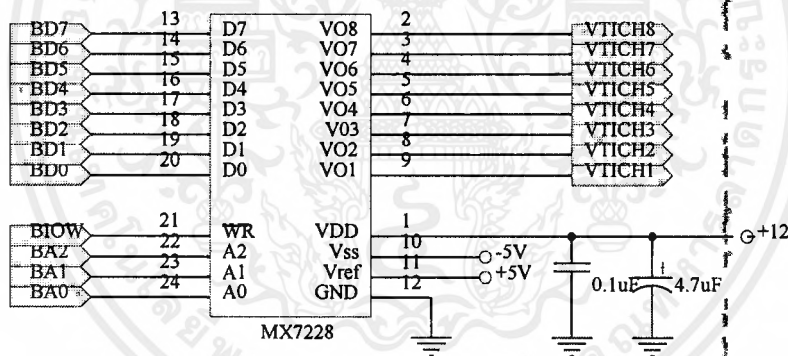 BD7 13 D7 VO8 2 VTICH8
BD6 14 D6 VO7 3 VTICH7
BD5 15 D5 VO6 4 VTICH6
BD4 16 D4 VO5 5 VTICH5
BD3 17 D3 VO4 6 VTICH4
BD2 18 D2 V03 7 VTICH3
BD1 19 D1 VO2 8 VTICH2
BD0 20 D0 VO1 9 VTICH1
BIOW 21 WR VDD 1 +12
BA2 22 A2 Vss 10 -5V
BA1 23 A1 Vref 11 +5V
BA0 24 A0 GND 12
0.1uF 4.7uF
MX7228